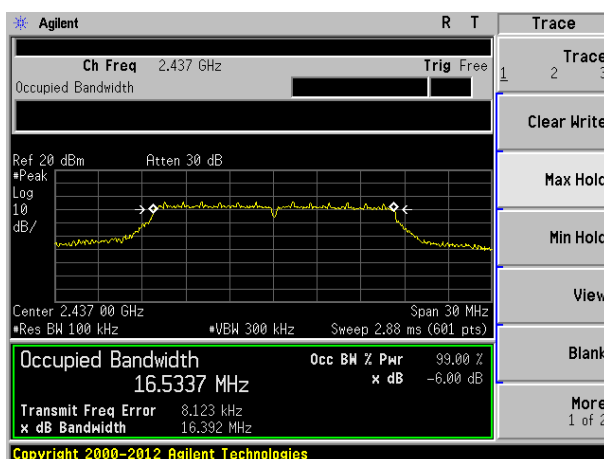 Agilent R T Trace
Ch Freq 2.437 GHz Trig Free
Occupied Bandwidth
Trace
1 2 3
Clear Write
Max Hold
Min Hold
View
Blank
More
1 of 2
Ref 20 dBm Atten 30 dB
#Peak
Log
10
dB/
Center 2.437 00 GHz Span 30 MHz
#Res BW 100 kHz #VBW 300 kHz Sweep 2.88 ms (601 pts)
Occupied Bandwidth Occ BW % Pwr 99.00 %
16.5337 MHz x dB -6.00 dB
Transmit Freq Error 8.123 kHz
x dB Bandwidth 16.392 MHz
Copyright 2000-2012 Agilent Technologies